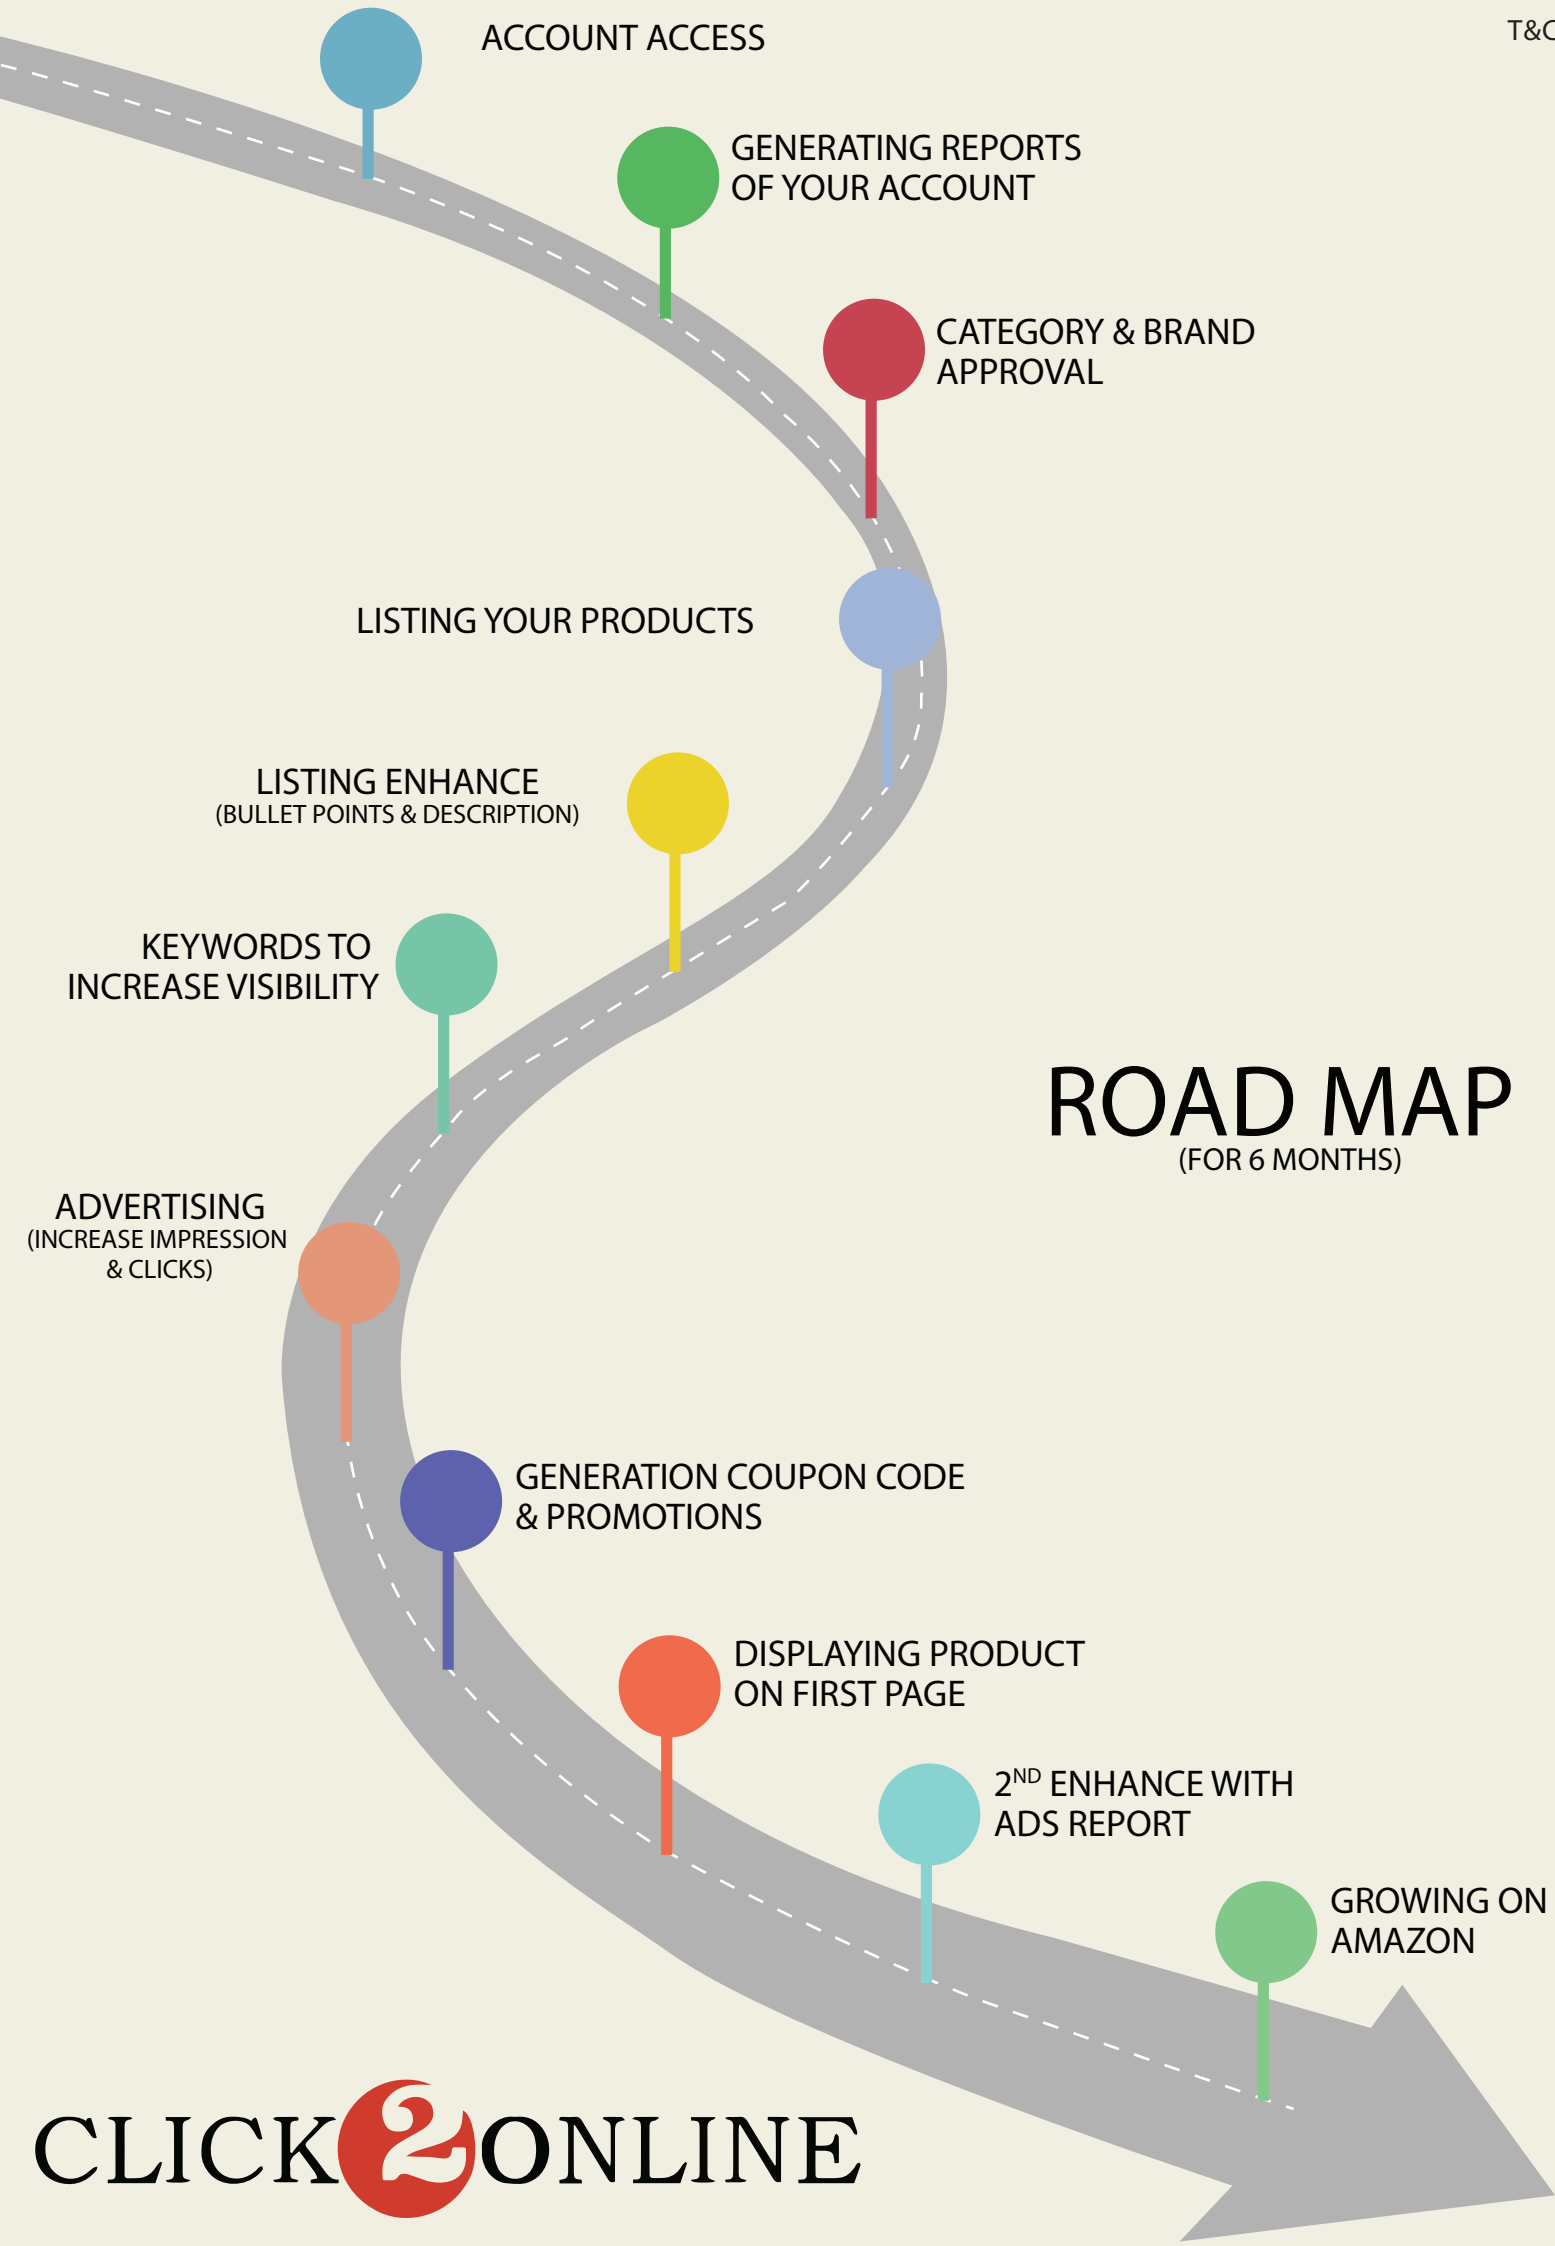 ACCOUNT ACCESS
T&C
GENERATING REPORTS
OF YOUR ACCOUNT
CATEGORY & BRAND
APPROVAL
LISTING YOUR PRODUCTS
LISTING ENHANCE
(BULLET POINTS & DESCRIPTION)
KEYWORDS TO
INCREASE VISIBILITY
ROAD MAP
(FOR 6 MONTHS)
ADVERTISING
(INCREASE IMPRESSION
& CLICKS)
GENERATION COUPON CODE
& PROMOTIONS
DISPLAYING PRODUCT
ON FIRST PAGE
2ND ENHANCE WITH
ADS REPORT
GROWING ON
AMAZON
CLICK2ONLINE